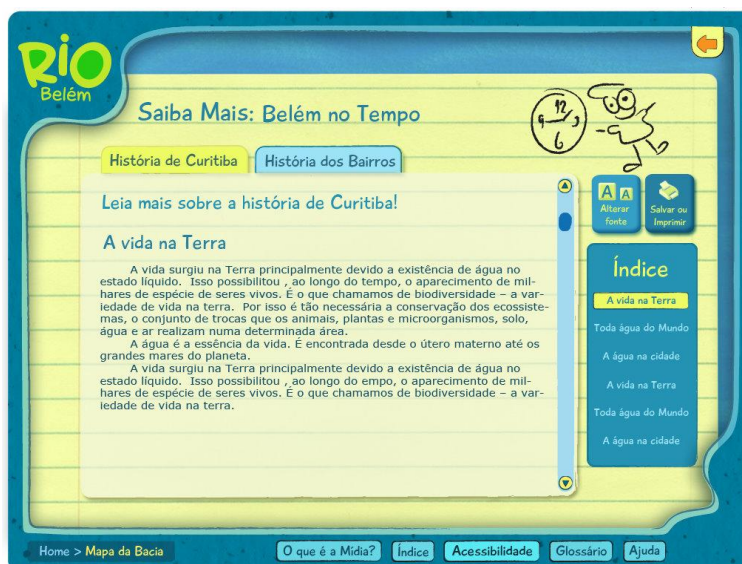 RiO
Belém
Saiba Mais: Belém no Tempo
12
9 3
6
História de Curitiba
História dos Bairros
Leia mais sobre a história de Curitiba!
A vida na Terra
A vida surgiu na Terra principalmente devido a existência de água no
estado líquido. Isso possibilitou , ao longo do tempo, o aparecimento de mil-
hares de espécie de seres vivos. É o que chamamos de biodiversidade – a var-
iedade de vida na terra. Por isso é tão necessária a conservação dos ecossiste-
mas, o conjunto de trocas que os animais, plantas e microorganismos, solo,
água e ar realizam numa determinada área.
A água é a essência da vida. É encontrada desde o útero materno até os
grandes mares do planeta.
A vida surgiu na Terra principalmente devido a existência de água no
estado líquido. Isso possibilitou , ao longo do empo, o aparecimento de mil-
hares de espécie de seres vivos. É o que chamamos de biodiversidade – a var-
iedade de vida na terra.
A A
Alterar
fonte
Salvar ou
Imprimir
Índice
A vida na Terra
Toda água do Mundo
A água na cidade
A vida na Terra
Toda água do Mundo
A água na cidade
Home > Mapa da Bacia
O que é a Mídia?
Índice
Acessibilidade
Glossário
Ajuda